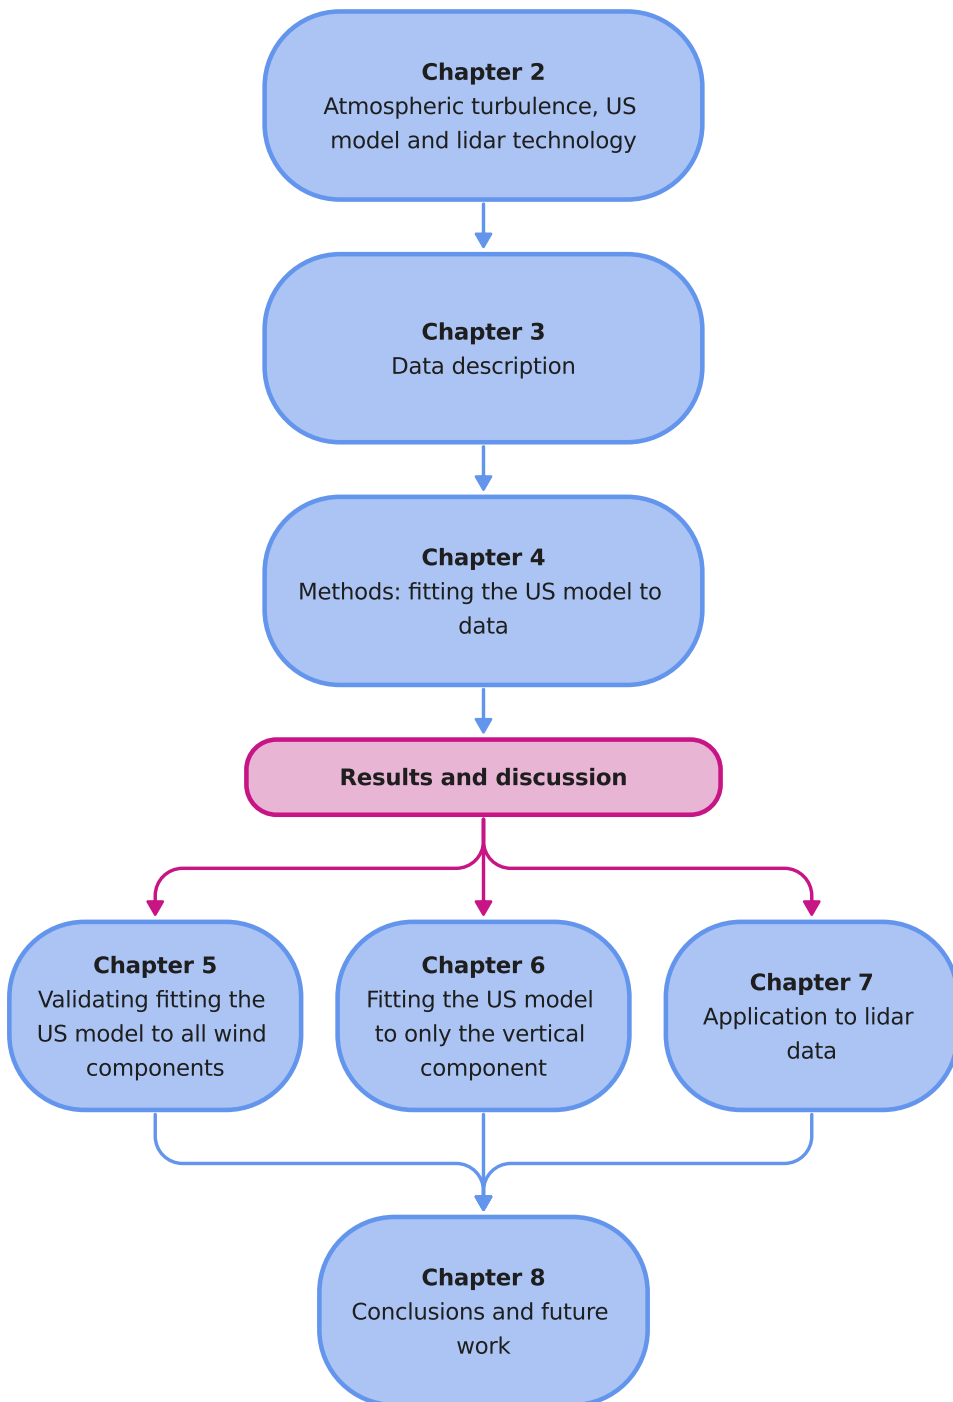 Chapter 2
Atmospheric turbulence, US
model and lidar technology
Chapter 3
Data description
Chapter 4
Methods: fitting the US model to
data
Results and discussion
Chapter 5
Validating fitting the
US model to all wind
components
Chapter 6
Fitting the US model
to only the vertical
component
Chapter 7
Application to lidar
data
Chapter 8
Conclusions and future
work